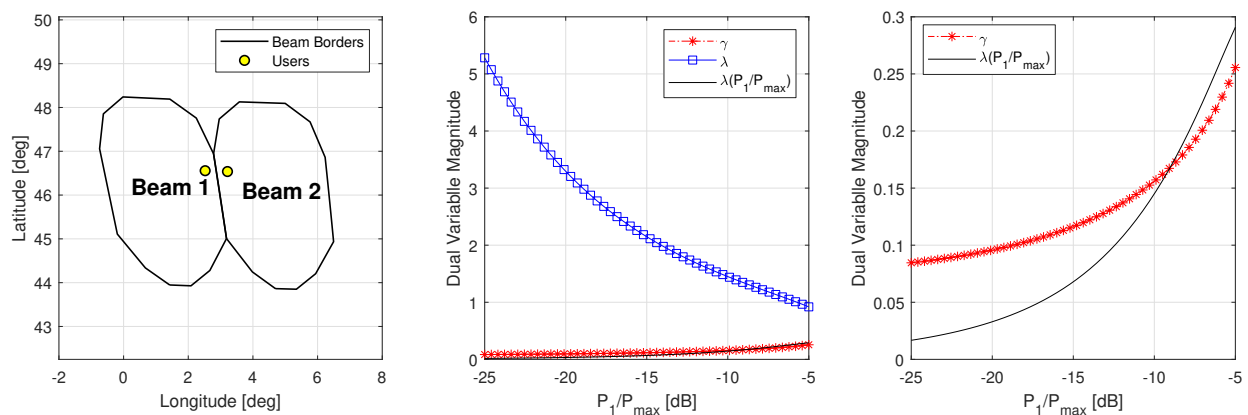 50
49
48
47
46
45
44
43
-2
0
2
4
6
8
Latitude [deg]
Longitude [deg]
Beam Borders
Users
Beam 1
Beam 2
6
5
4
3
2
1
0
-25
-20
-15
-10
-5
Dual Variablle Magnitude
P1/Pmax [dB]
γ
λ
λ(P1/Pmax)
0.3
0.25
0.2
0.15
0.1
0.05
0
-25
-20
-15
-10
-5
Dual Variablle Magnitude
P1/Pmax [dB]
γ
λ(P1/Pmax)